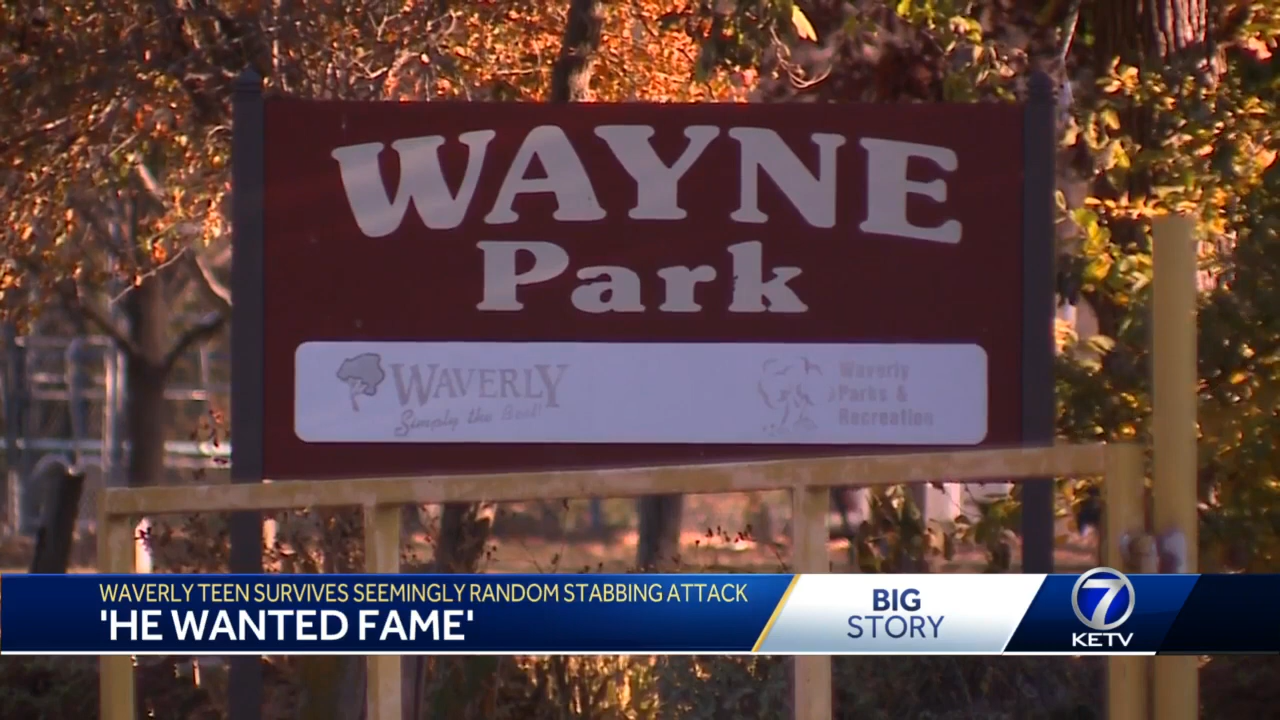 WAYNE
Park
WAVERLY
Simply the Best!
Waverly
Parks &
Recreation
WAVERLY TEEN SURVIVES SEEMINGLY RANDOM STABBING ATTACK
'HE WANTED FAME'
BIG
STORY
7
KETV